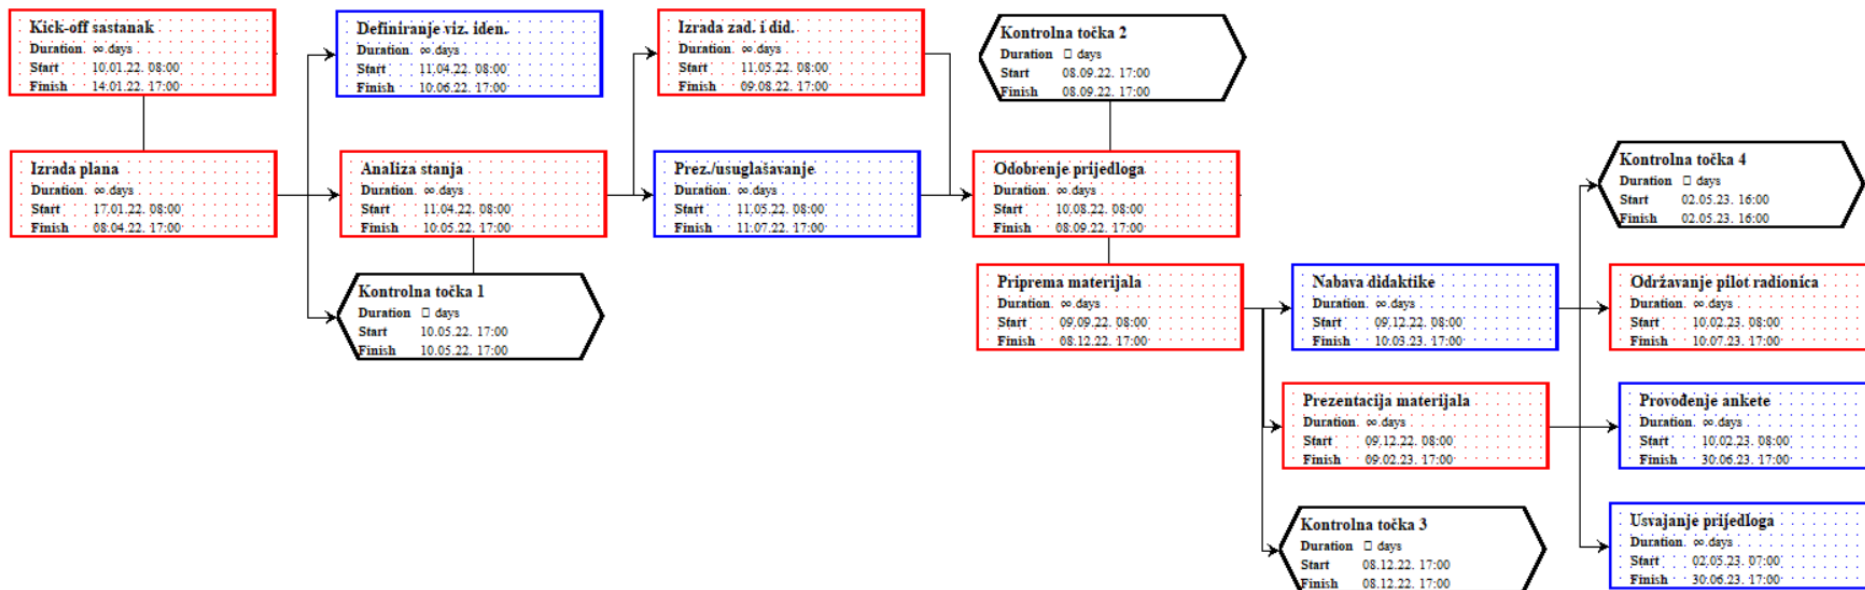 Kick-off sastanak
Duration ∞ days
Start 10.01.22. 08:00
Finish 14.01.22. 17:00
Izrada plana
Duration ∞ days
Start 17.01.22. 08:00
Finish 08.04.22. 17:00
Definiranje viz. iden.
Duration ∞ days
Start 11.04.22. 08:00
Finish 10.06.22. 17:00
Analiza stanja
Duration ∞ days
Start 11.04.22. 08:00
Finish 10.05.22. 17:00
Kontrolna točka 1
Duration □ days
Start 10.05.22. 17:00
Finish 10.05.22. 17:00
Izrada zad. i did.
Duration ∞ days
Start 11.05.22. 08:00
Finish 09.08.22. 17:00
Prez./usuglašavanje
Duration ∞ days
Start 11.05.22. 08:00
Finish 11.07.22. 17:00
Kontrolna točka 2
Duration □ days
Start 08.09.22. 17:00
Finish 08.09.22. 17:00
Odobrenje prijedloga
Duration ∞ days
Start 10.08.22. 08:00
Finish 08.09.22. 17:00
Priprema materijala
Duration ∞ days
Start 09.09.22. 08:00
Finish 08.12.22. 17:00
Nabava didaktike
Duration ∞ days
Start 09.12.22. 08:00
Finish 10.03.23. 17:00
Prezentacija materijala
Duration ∞ days
Start 09.12.22. 08:00
Finish 09.02.23. 17:00
Kontrolna točka 3
Duration □ days
Start 08.12.22. 17:00
Finish 08.12.22. 17:00
Kontrolna točka 4
Duration □ days
Start 02.05.23. 16:00
Finish 02.05.23. 16:00
Održavanje pilot radionica
Duration ∞ days
Start 10.02.23. 08:00
Finish 10.07.23. 17:00
Provođenje ankete
Duration ∞ days
Start 10.02.23. 08:00
Finish 30.06.23. 17:00
Usvajanje prijedloga
Duration ∞ days
Start 02.05.23. 07:00
Finish 30.06.23. 17:00